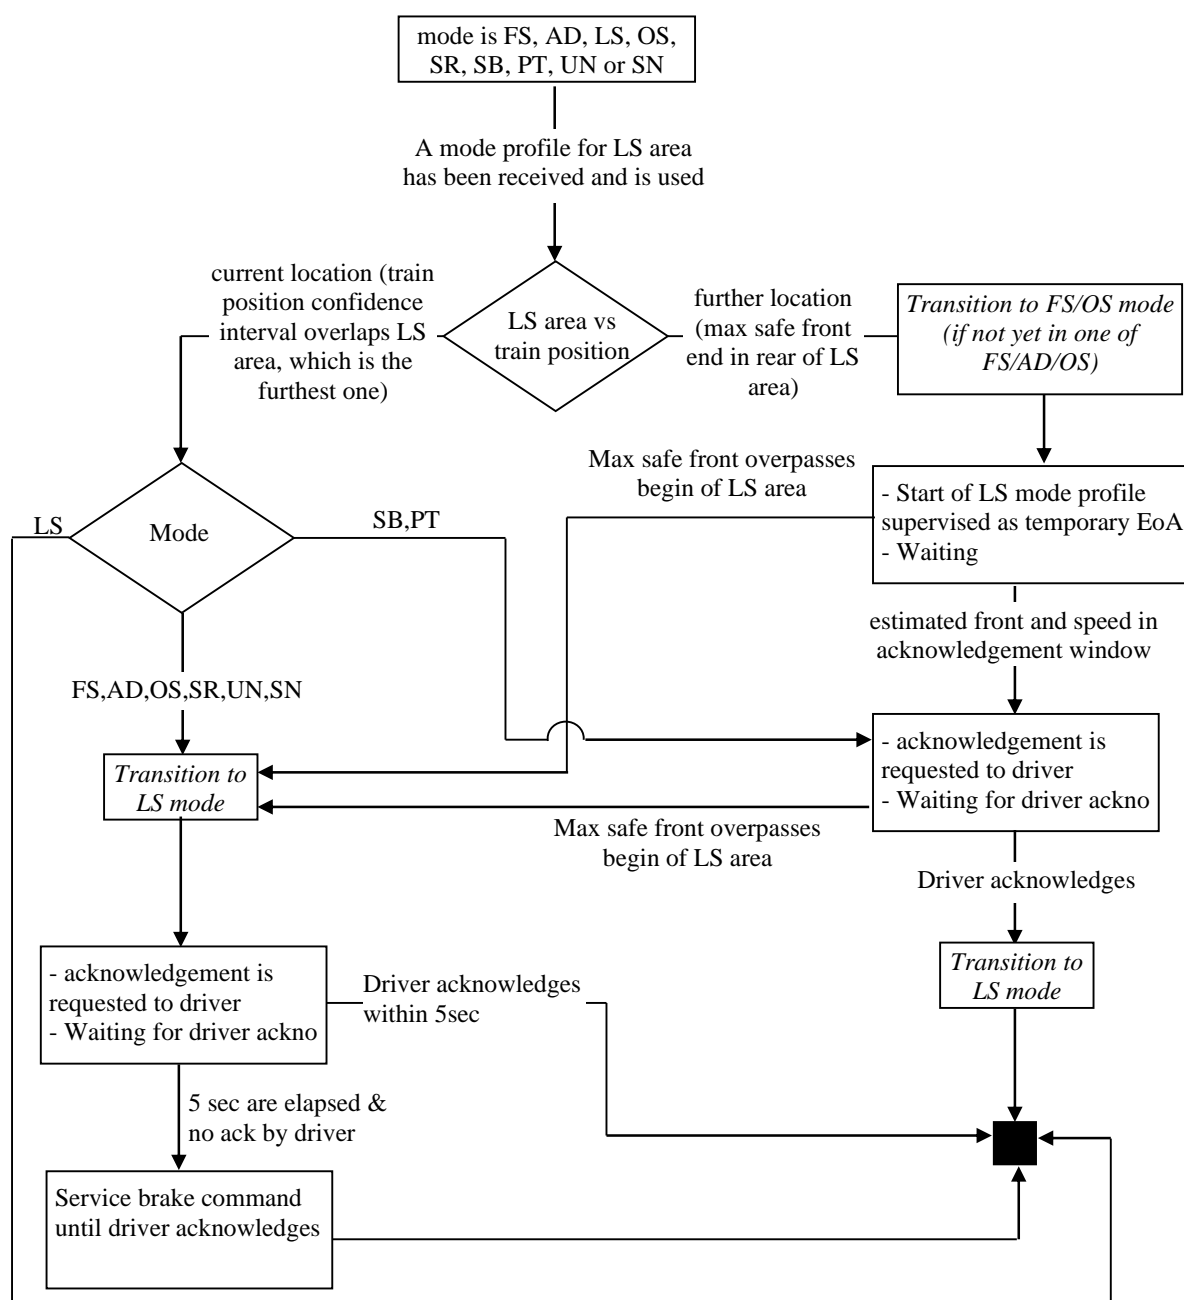 mode is FS, AD, LS, OS,
SR, SB, PT, UN or SN
A mode profile for LS area
has been received and is used
current location (train
position confidence
interval overlaps LS
area, which is the
furthest one)
LS area vs
train position
further location
(max safe front
end in rear of LS
area)
Transition to FS/OS mode
(if not yet in one of
FS/AD/OS)
Max safe front overpasses
begin of LS area
- Start of LS mode profile
supervised as temporary EoA
- Waiting
LS
Mode
SB,PT
estimated front and speed in
acknowledgement window
FS,AD,OS,SR,UN,SN
Transition to
LS mode
- acknowledgement is
requested to driver
- Waiting for driver ackno
Max safe front overpasses
begin of LS area
Driver acknowledges
- acknowledgement is
requested to driver
- Waiting for driver ackno
Driver acknowledges
within 5sec
Transition to
LS mode
5 sec are elapsed &
no ack by driver
Service brake command
until driver acknowledges